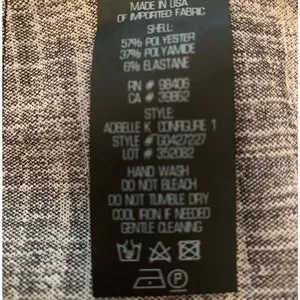 MADE IN USA
OF IMPORTED FABRIC
SHELL:
57% POLYESTER
37% POLYAMIDE
6% ELASTANE
RN # 98406
CA # 39862
STYLE:
ADBELLE K CONFIGURE 1
STYLE # G0427227
LOT # 352082
HAND WASH
DO NOT BLEACH
DO NOT TUMBLE DRY
COOL IRON IF NEEDED
GENTLE CLEANING
P